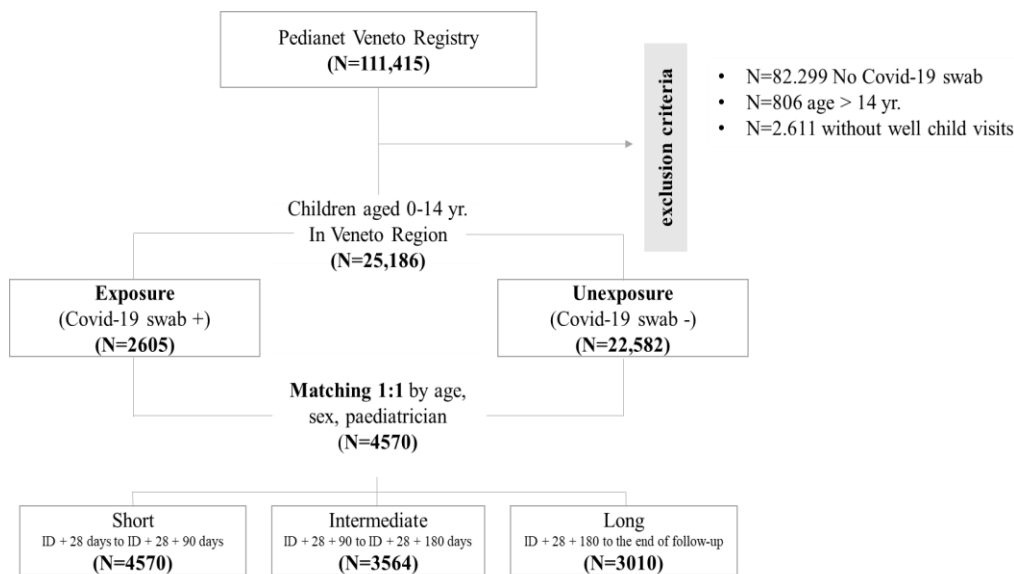 Pedianet Veneto Registry
(N=111,415)
exclusion criteria
• N=82.299 No Covid-19 swab
• N=806 age > 14 yr.
• N=2.611 without well child visits
Children aged 0-14 yr.
In Veneto Region
(N=25,186)
Exposure
(Covid-19 swab +)
(N=2605)
Unexposure
(Covid-19 swab -)
(N=22,582)
Matching 1:1 by age,
sex, paediatrician
(N=4570)
Short
ID + 28 days to ID + 28 + 90 days
(N=4570)
Intermediate
ID + 28 + 90 to ID + 28 + 180 days
(N=3564)
Long
ID + 28 + 180 to the end of follow-up
(N=3010)